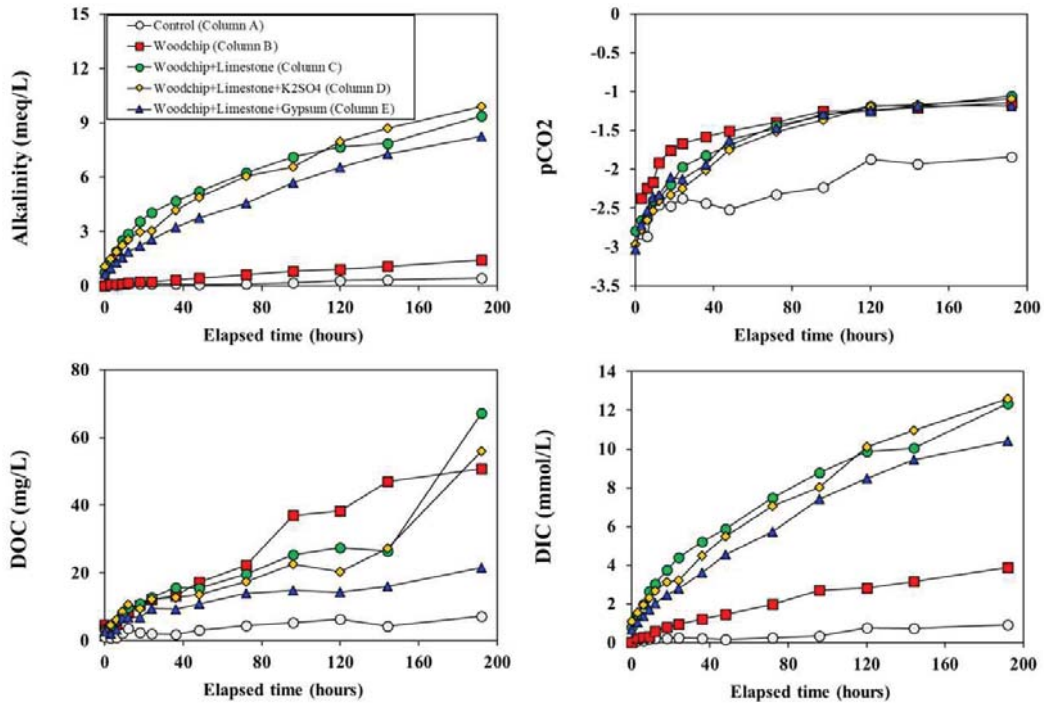 Alkalinity (meq/L)
15
12
9
6
3
0
Control (Column A)
Woodchip (Column B)
Woodchip+Limestone (Column C)
Woodchip+Limestone+K2SO4 (Column D)
Woodchip+Limestone+Gypsum (Column E)
0 40 80 120 160 200
Elapsed time (hours)
pCO2
0
-0.5
-1
-1.5
-2
-2.5
-3
-3.5
0 40 80 120 160 200
Elapsed time (hours)
DOC (mg/L)
80
60
40
20
0
0 40 80 120 160 200
Elapsed time (hours)
DIC (mmol/L)
14
12
10
8
6
4
2
0
0 40 80 120 160 200
Elapsed time (hours)